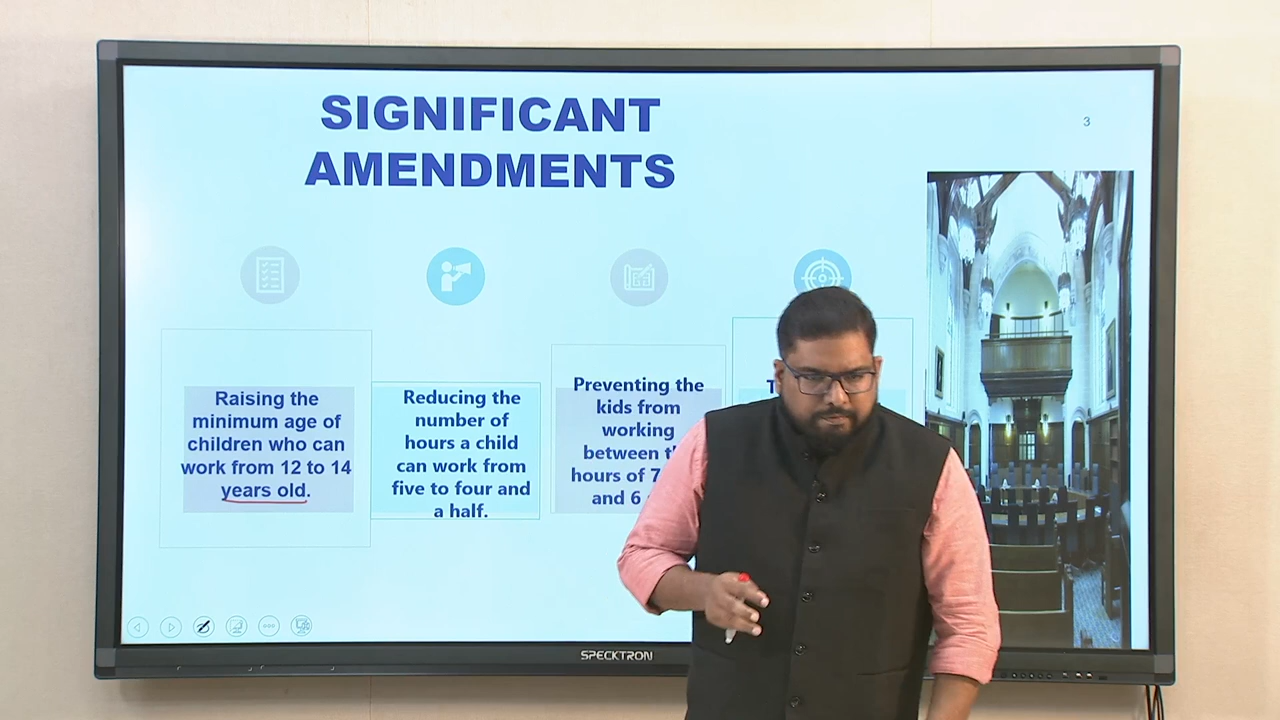 SIGNIFICANT
AMENDMENTS
3
Raising the
minimum age of
children who can
work from 12 to 14
years old.
Reducing the
number of
hours a child
can work from
five to four and
a half.
Preventing the
kids from
working
between
hours of 7
and 6
SPECKTRON